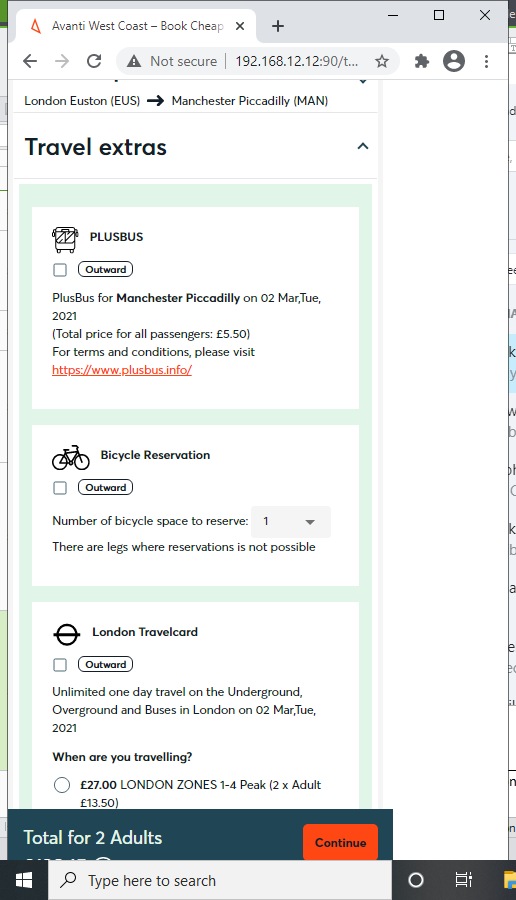 Avanti West Coast – Book Cheap
Not secure
192.168.12.12:90/t...
London Euston (EUS) → Manchester Piccadilly (MAN)
Travel extras
PLUSBUS
Outward
PlusBus for Manchester Piccadilly on 02 Mar,Tue,
2021
(Total price for all passengers: £5.50)
For terms and conditions, please visit
https://www.plusbus.info/
Bicycle Reservation
Outward
Number of bicycle space to reserve: 1
There are legs where reservations is not possible
London Travelcard
Outward
Unlimited one day travel on the Underground,
Overground and Buses in London on 02 Mar,Tue,
2021
When are you travelling?
£27.00 LONDON ZONES 1-4 Peak (2 x Adult
£13.50)
Total for 2 Adults
Continue
Type here to search